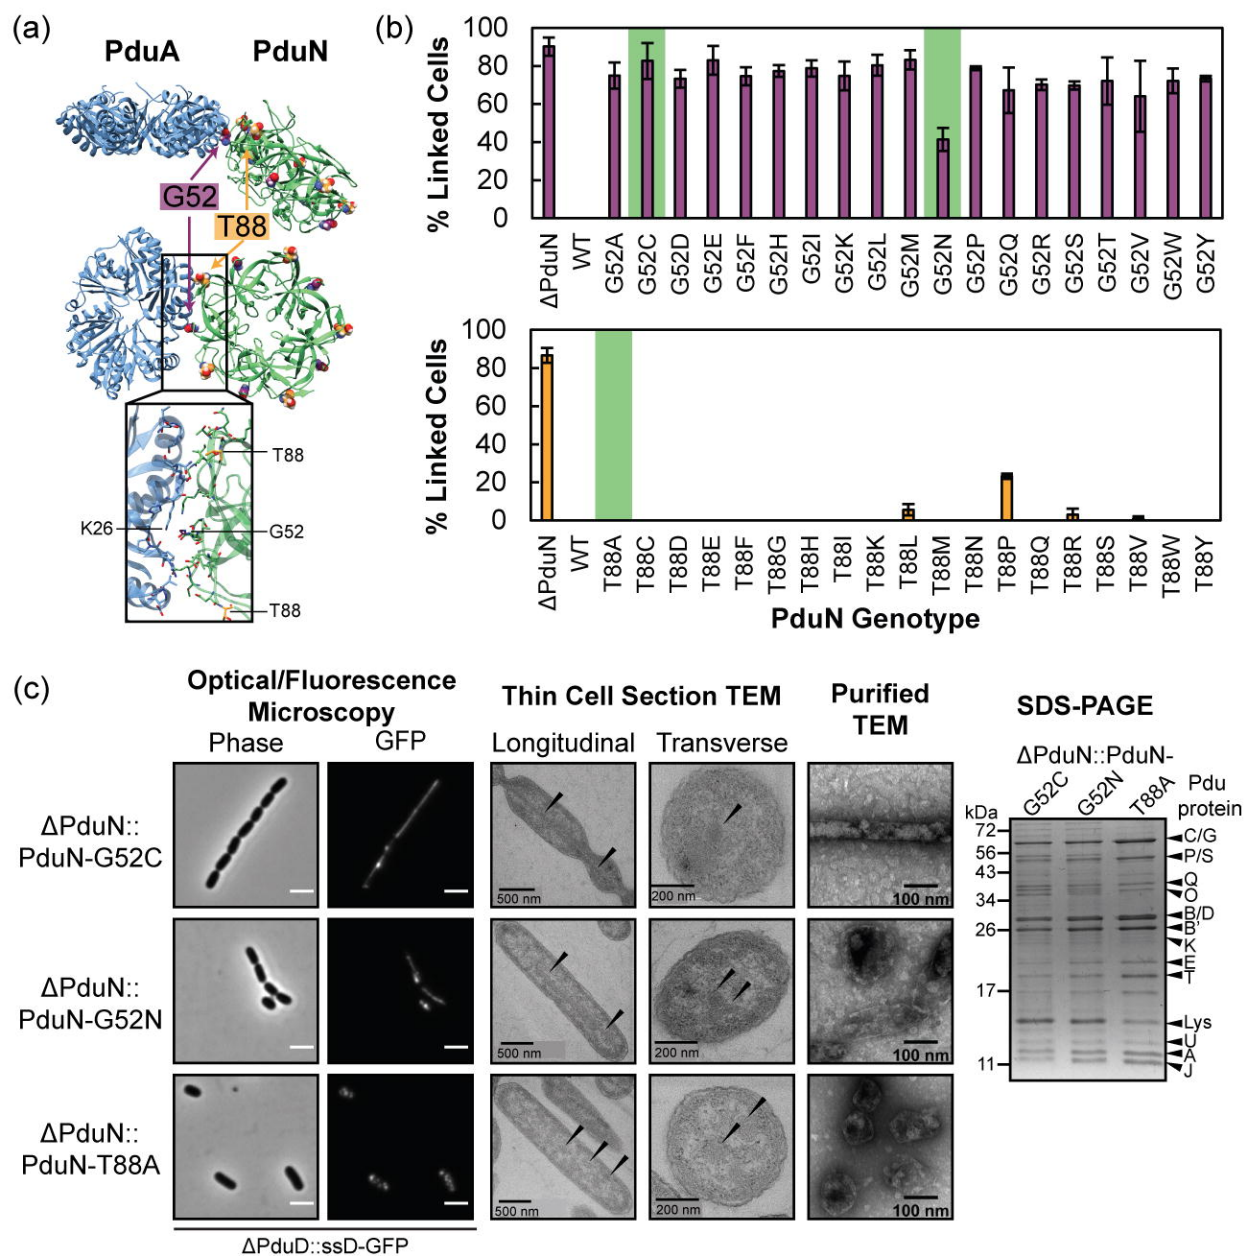 (a)
PduA
PduN
G52
T88
T88
K26
G52
T88
(b)
% Linked Cells
100
80
60
40
20
0
ΔPduN
WT
G52A
G52C
G52D
G52E
G52F
G52H
G52I
G52K
G52L
G52M
G52N
G52P
G52Q
G52R
G52S
G52T
G52V
G52W
G52Y
% Linked Cells
100
80
60
40
20
0
ΔPduN
WT
T88A
T88C
T88D
T88E
T88F
T88G
T88H
T88I
T88K
T88L
T88M
T88N
T88P
T88Q
T88R
T88S
T88V
T88W
T88Y
PduN Genotype
(c)
Optical/Fluorescence
Microscopy
Phase
GFP
Thin Cell Section TEM
Longitudinal
Transverse
Purified
TEM
SDS-PAGE
ΔPduN::PduN-
G52C
G52N
T88A
Pdu
protein
kDa
72
56
43
34
26
17
11
C/G
P/S
Q
O
B/D
B'
K
E
T
Lys
U
A
J
ΔPduN::
PduN-G52C
500 nm
200 nm
100 nm
ΔPduN::
PduN-G52N
500 nm
200 nm
100 nm
ΔPduN::
PduN-T88A
500 nm
200 nm
100 nm
ΔPduD::ssD-GFP